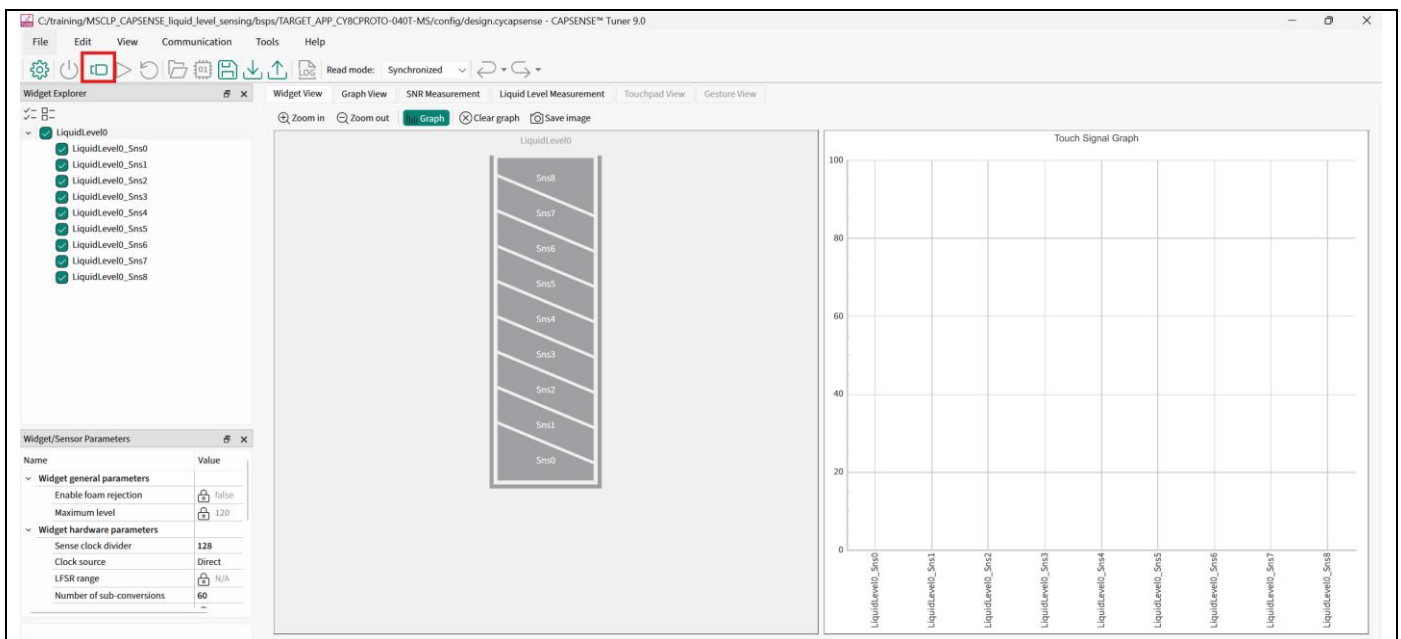 C:/training/MSCLP_CAPSENSE_liquid_level_sensing/bsps/TARGET_APP_CY8CPROTO-040T-MS/config/design.cycapsense - CAPSENSE™ Tuner 9.0
File Edit View Communication Tools Help
01 LOG Read mode: Synchronized
Widget Explorer
LiquidLevel0
LiquidLevel0_Sns0
LiquidLevel0_Sns1
LiquidLevel0_Sns2
LiquidLevel0_Sns3
LiquidLevel0_Sns4
LiquidLevel0_Sns5
LiquidLevel0_Sns6
LiquidLevel0_Sns7
LiquidLevel0_Sns8
Widget/Sensor Parameters
Name Value
Widget general parameters
Enable foam rejection false
Maximum level 120
Widget hardware parameters
Sense clock divider 128
Clock source Direct
LFSR range N/A
Number of sub-conversions 60
Widget View Graph View SNR Measurement Liquid Level Measurement Touchpad View Gesture View
Zoom in Zoom out Graph Clear graph Save image
LiquidLevel0
Sns8
Sns7
Sns6
Sns5
Sns4
Sns3
Sns2
Sns1
Sns0
Touch Signal Graph
100
80
60
40
20
0
LiquidLevel0_Sns0
LiquidLevel0_Sns1
LiquidLevel0_Sns2
LiquidLevel0_Sns3
LiquidLevel0_Sns4
LiquidLevel0_Sns5
LiquidLevel0_Sns6
LiquidLevel0_Sns7
LiquidLevel0_Sns8